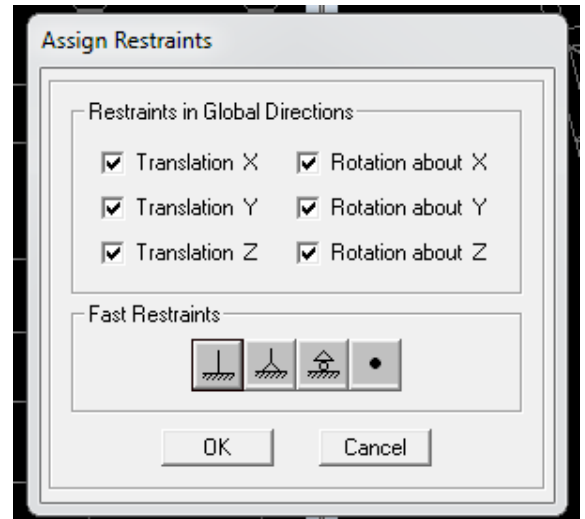 Assign Restraints
Restraints in Global Directions
Translation X Rotation about X
Translation Y Rotation about Y
Translation Z Rotation about Z
Fast Restraints
OK Cancel